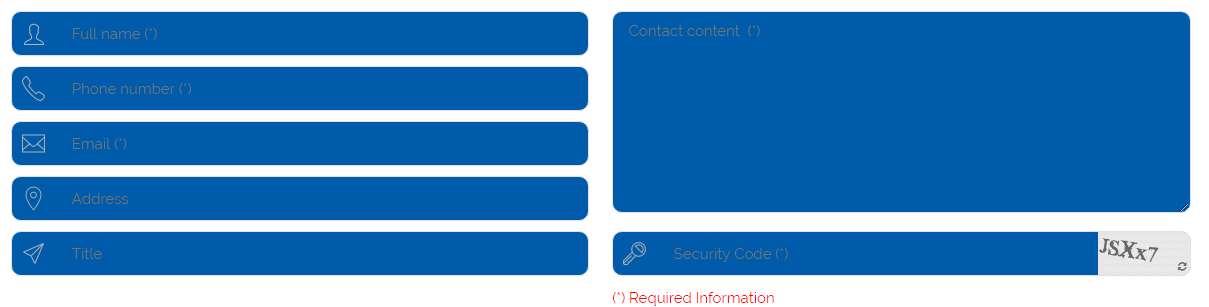 Full name (*)
Phone number (*)
Email (*)
Address
Title
Contact content (*)
Security Code (*)
JSXx7
(*) Required Information